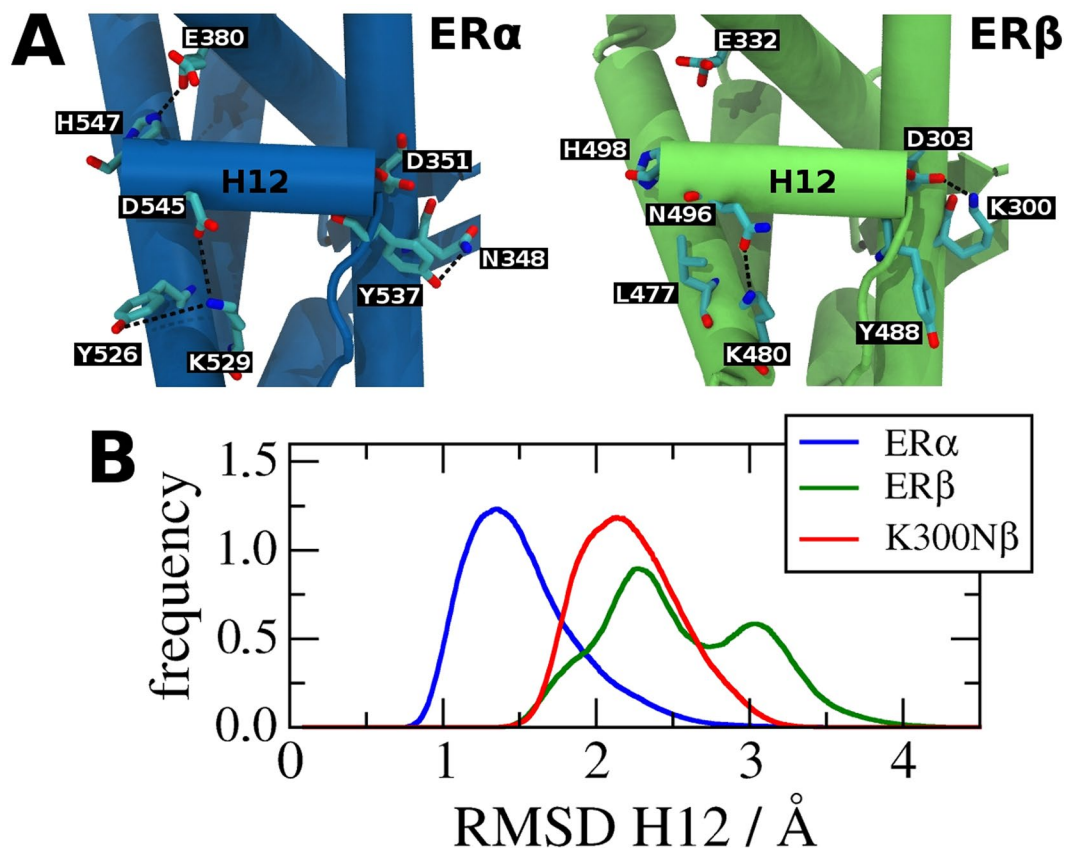 A
ERα
E380
H547
H12
D351
D545
N348
Y537
Y526
K529
ERβ
E332
H498
H12
D303
N496
K300
L477
Y488
K480
B
frequency
1.5
1.0
0.5
0.0
0 1 2 3 4
RMSD H12 / Å
ERα
ERβ
K300Nβ